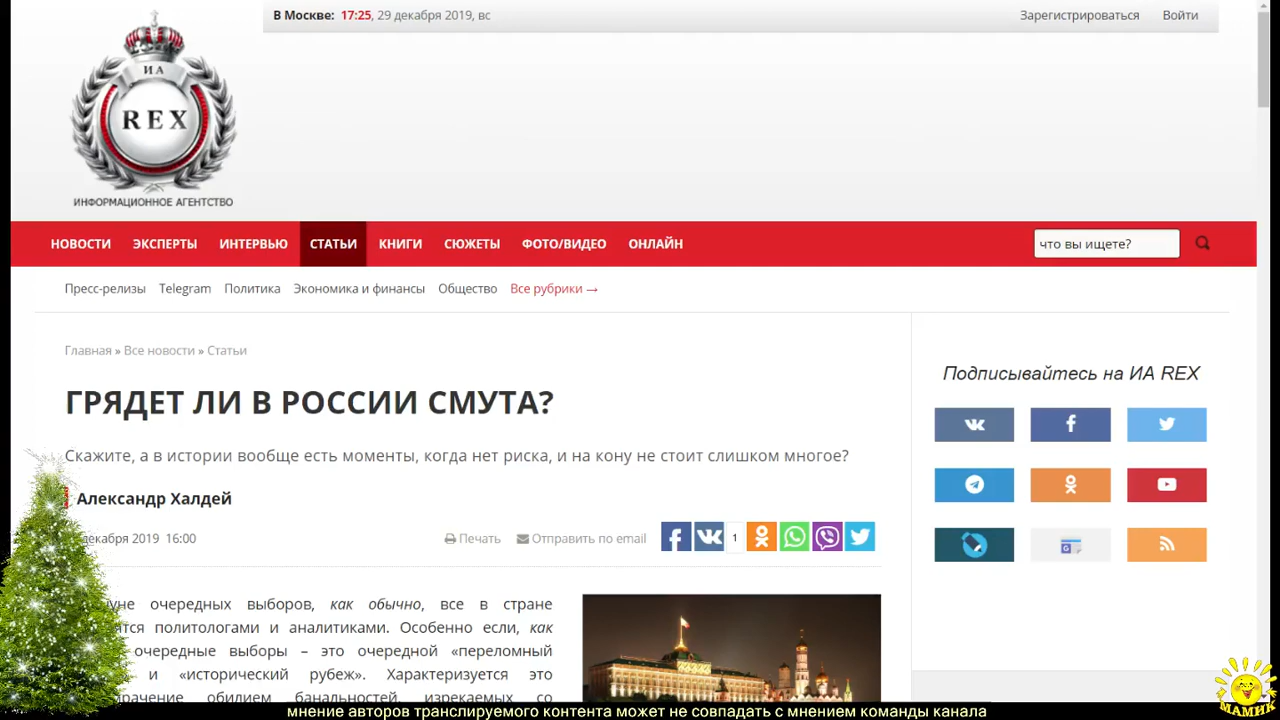 В Москве: 17:25, 29 декабря 2019, вс
Зарегистрироваться Войти
ИА
REX
ИНФОРМАЦИОННОЕ АГЕНТСТВО
НОВОСТИ ЭКСПЕРТЫ ИНТЕРВЬЮ СТАТЬИ КНИГИ СЮЖЕТЫ ФОТО/ВИДЕО ОНЛАЙН
что вы ищете?
Пресс-релизы Telegram Политика Экономика и финансы Общество Все рубрики →
Главная » Все новости » Статьи
Подписывайтесь на ИА REX
ГРЯДЕТ ЛИ В РОССИИ СМУТА?
Скажите, а в истории вообще есть моменты, когда нет риска, и на кону не стоит слишком многое?
Александр Халдей
декабря 2019 16:00
Печать Отправить по email
1
очередных выборов, как обычно, все в стране
политологами и аналитиками. Особенно если, как
очередные выборы – это очередной «переломный
и «исторический рубеж». Характеризуется это
обилием банальностей, изрекаемых со
МАМИК
мнение авторов транслируемого контента может не совпадать с мнением команды канала